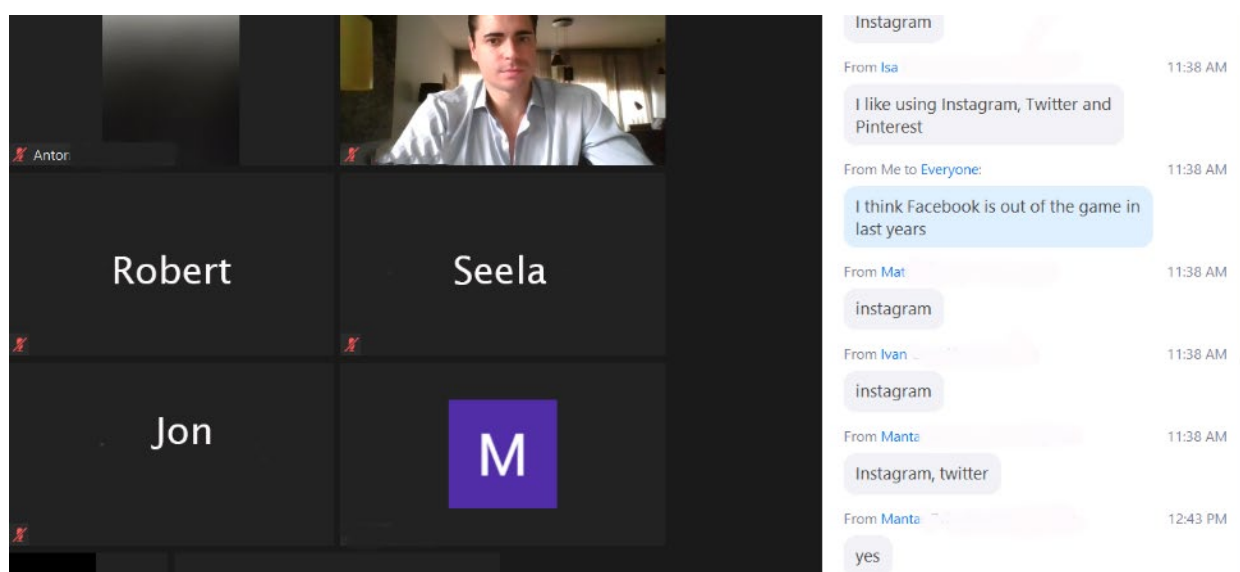 Anton
Robert
Seela
Jon
M
Instagram
From Isa
11:38 AM
I like using Instagram, Twitter and
Pinterest
From Me to Everyone:
11:38 AM
I think Facebook is out of the game in
last years
From Mat
11:38 AM
instagram
From Ivan
11:38 AM
instagram
From Manta
11:38 AM
Instagram, twitter
From Manta
12:43 PM
yes